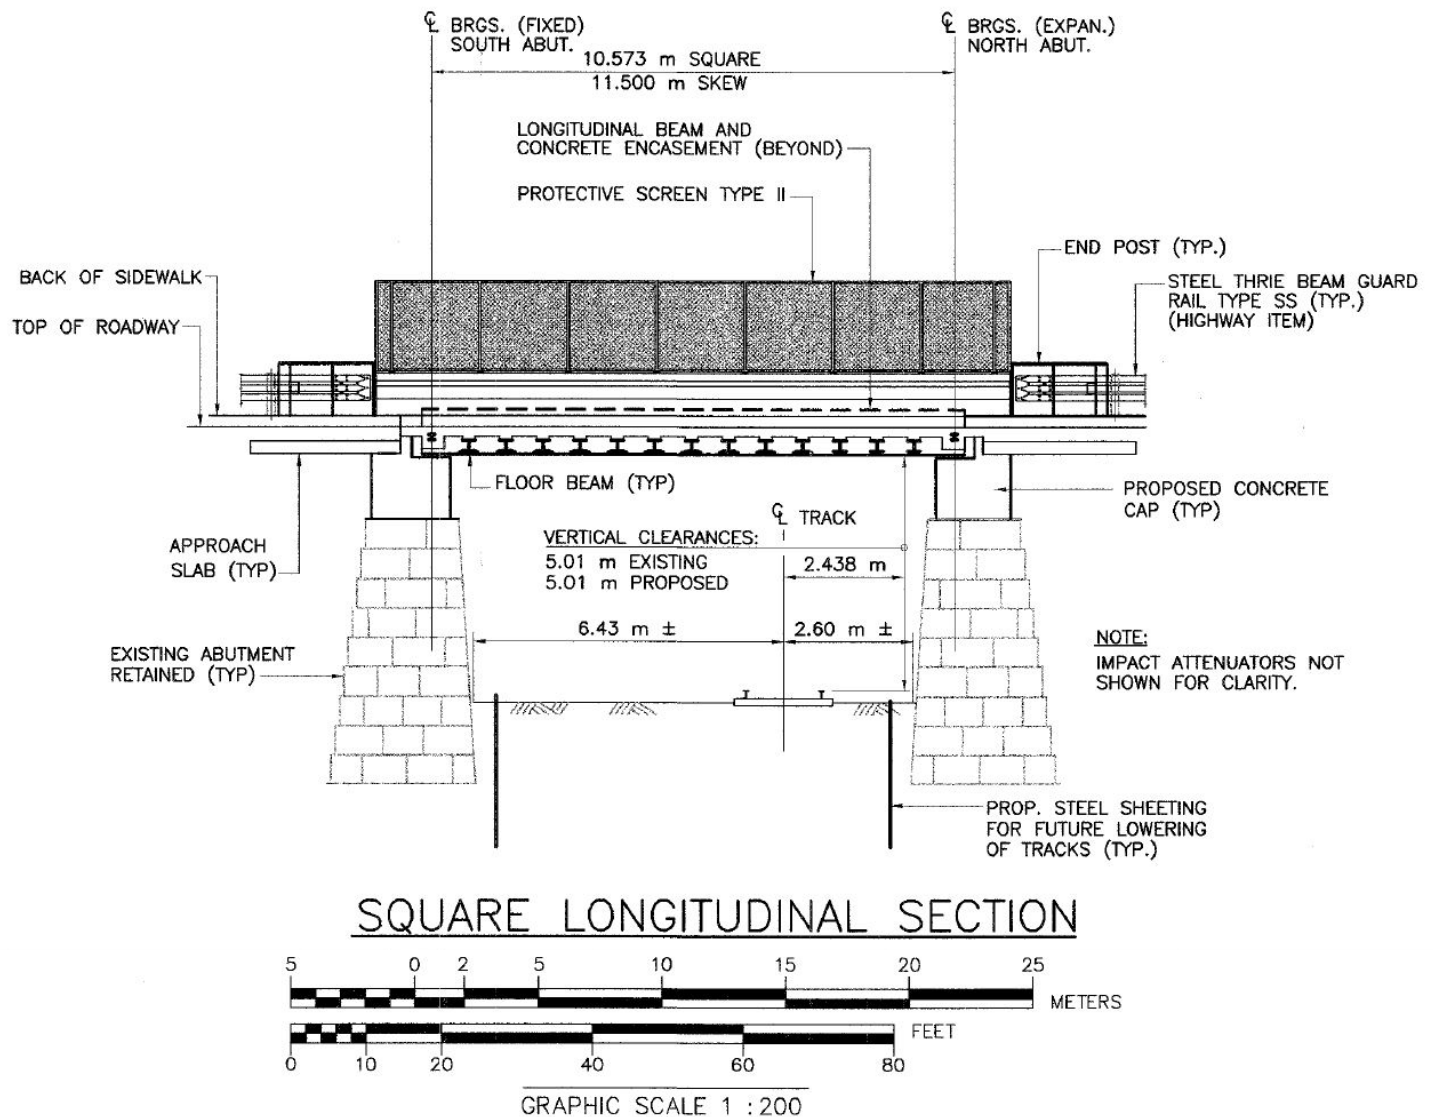 ℄ BRGS. (FIXED)
SOUTH ABUT.
℄ BRGS. (EXPAN.)
NORTH ABUT.
10.573 m SQUARE
11.500 m SKEW
LONGITUDINAL BEAM AND
CONCRETE ENCASEMENT (BEYOND)
PROTECTIVE SCREEN TYPE II
END POST (TYP.)
BACK OF SIDEWALK
STEEL THRIE BEAM GUARD
RAIL TYPE SS (TYP.)
(HIGHWAY ITEM)
TOP OF ROADWAY
FLOOR BEAM (TYP)
PROPOSED CONCRETE
CAP (TYP)
℄ TRACK
VERTICAL CLEARANCES:
5.01 m EXISTING
5.01 m PROPOSED
2.438 m
APPROACH
SLAB (TYP)
6.43 m ±
2.60 m ±
NOTE:
IMPACT ATTENUATORS NOT
SHOWN FOR CLARITY.
EXISTING ABUTMENT
RETAINED (TYP)
PROP. STEEL SHEETING
FOR FUTURE LOWERING
OF TRACKS (TYP.)
SQUARE LONGITUDINAL SECTION
5 0 2 5 10 15 20 25
METERS
FEET
0 10 20 40 60 80
GRAPHIC SCALE 1 : 200